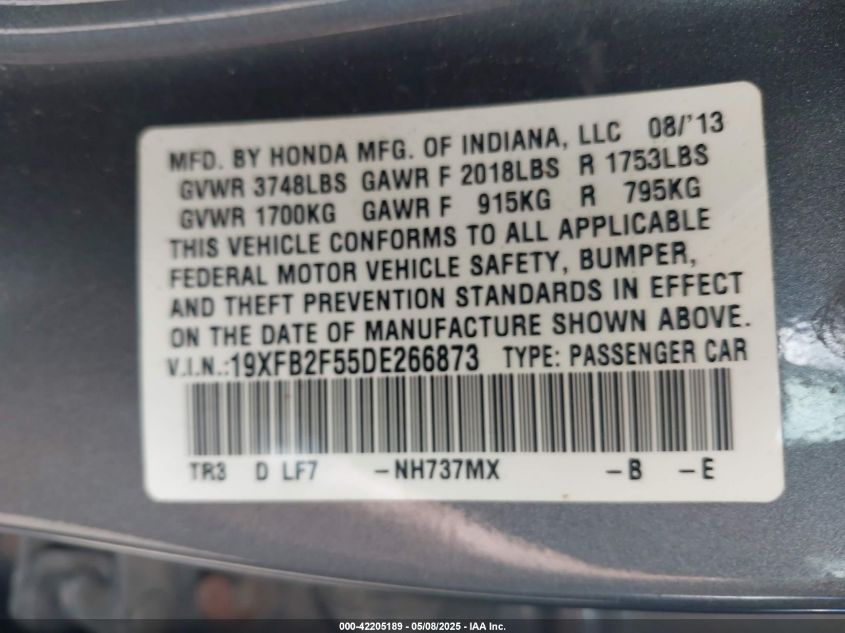 MFD. BY HONDA MFG. OF INDIANA, LLC 08/'13
GVWR 3748LBS GAWR F 2018LBS R 1753LBS
GVWR 1700KG GAWR F 915KG R 795KG
THIS VEHICLE CONFORMS TO ALL APPLICABLE
FEDERAL MOTOR VEHICLE SAFETY, BUMPER,
AND THEFT PREVENTION STANDARDS IN EFFECT
ON THE DATE OF MANUFACTURE SHOWN ABOVE.
V.I.N.:19XFB2F55DE266873 TYPE: PASSENGER CAR
TR3 D LF7 -NH737MX -B -E
000-42205189 - 05/08/2025 - IAA Inc.